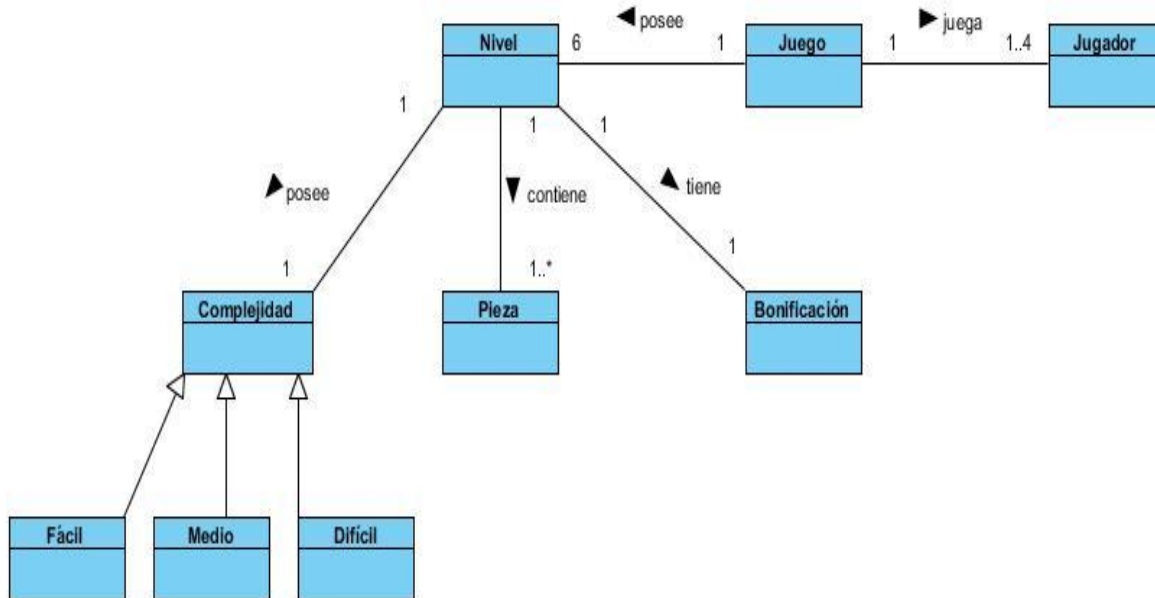 posee
juega
Nivel
6
1
Juego
1
1..4
Jugador
1
1
1
posee
contiene
tiene
1
1..*
1
Complejidad
Pieza
Bonificación
Fácil
Medio
Difícil